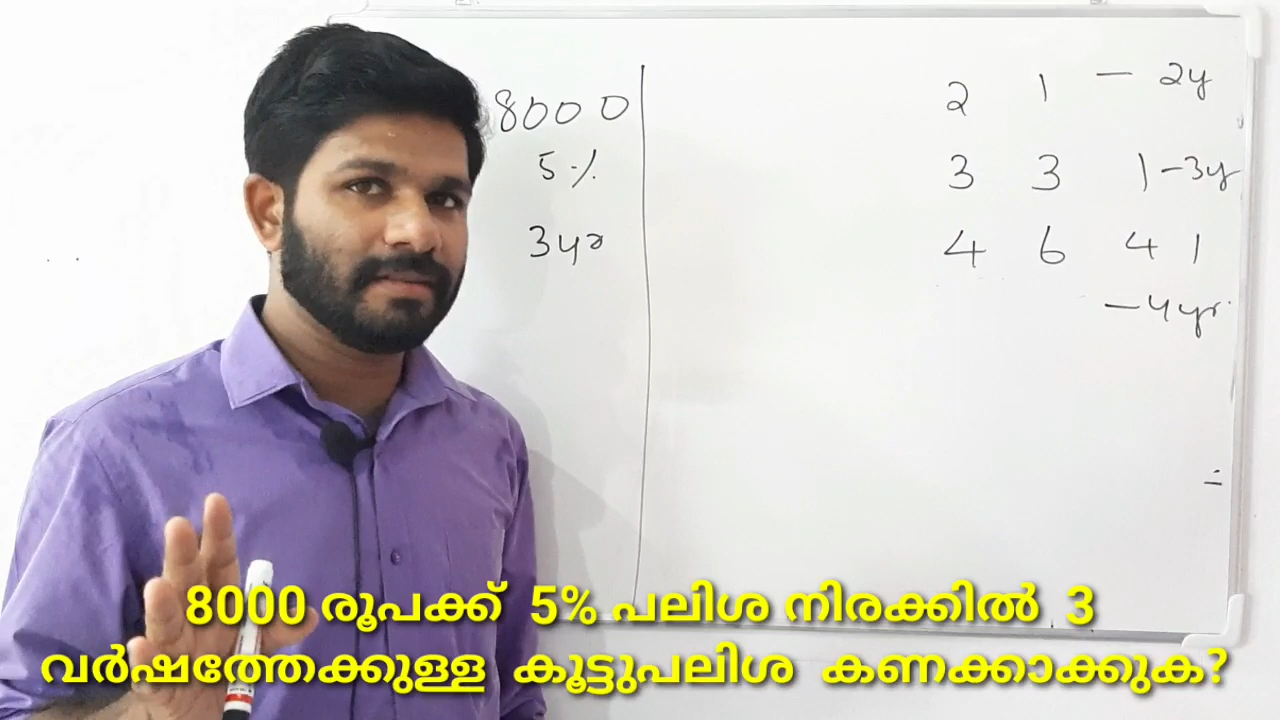 8000
5%
3yr
2 1 — 2y
3 3 1 – 3y
4 6 4 1
– 4yr
=
8000 രൂപക്ക് 5% പലിശ നിരക്കിൽ 3
വർഷത്തേക്കുള്ള കൂട്ടുപലിശ കണക്കാക്കുക?